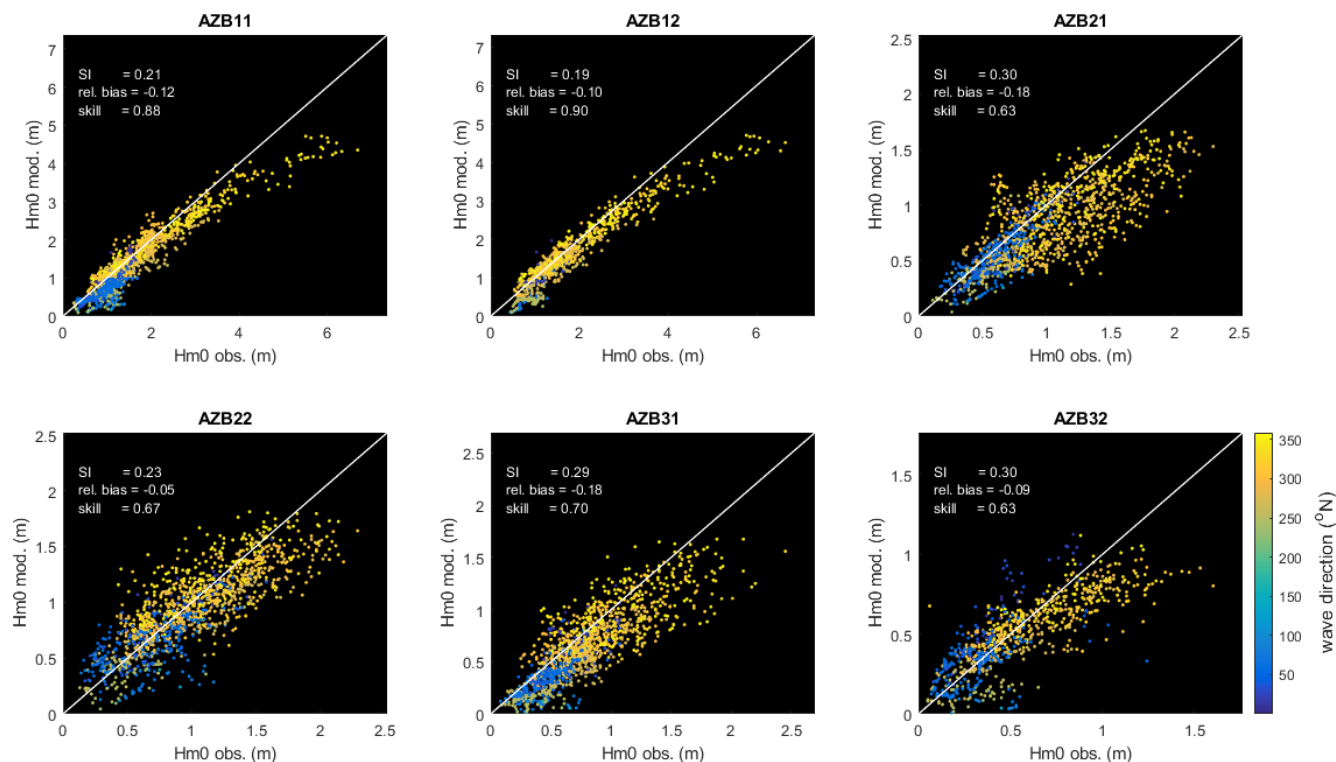 AZB11
SI = 0.21
rel. bias = -0.12
skill = 0.88
Hm0 mod. (m)
7
6
5
4
3
2
1
0
0 2 4 6
Hm0 obs. (m)
AZB12
SI = 0.19
rel. bias = -0.10
skill = 0.90
Hm0 mod. (m)
7
6
5
4
3
2
1
0
0 2 4 6
Hm0 obs. (m)
AZB21
SI = 0.30
rel. bias = -0.18
skill = 0.63
Hm0 mod. (m)
2.5
2
1.5
1
0.5
0
0 0.5 1 1.5 2 2.5
Hm0 obs. (m)
AZB22
SI = 0.23
rel. bias = -0.05
skill = 0.67
Hm0 mod. (m)
2.5
2
1.5
1
0.5
0
0 0.5 1 1.5 2 2.5
Hm0 obs. (m)
AZB31
SI = 0.29
rel. bias = -0.18
skill = 0.70
Hm0 mod. (m)
2.5
2
1.5
1
0.5
0
0 0.5 1 1.5 2 2.5
Hm0 obs. (m)
AZB32
SI = 0.30
rel. bias = -0.09
skill = 0.63
Hm0 mod. (m)
1.5
1
0.5
0
0 0.5 1 1.5
Hm0 obs. (m)
350
300
250
200
150
100
50
wave direction (°N)